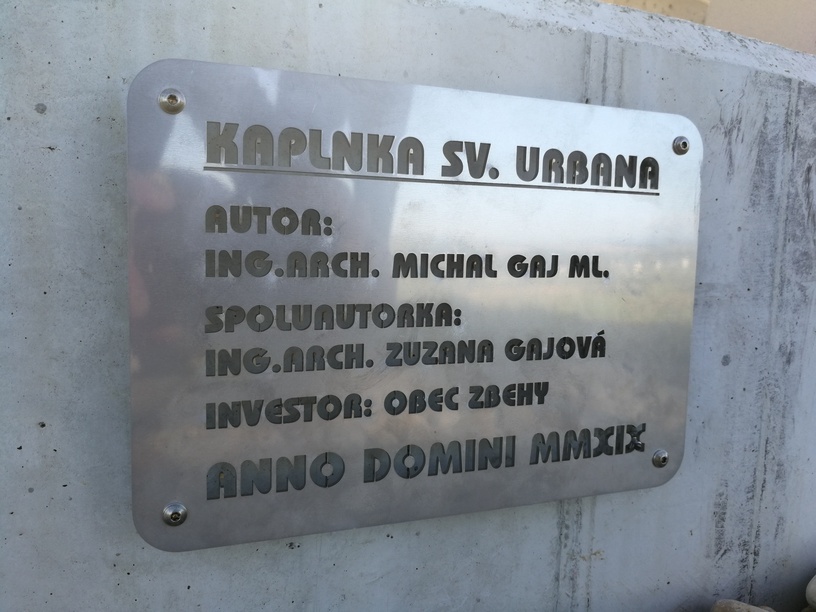 KAPLNKA SV. URBANA
AUTOR:
ING.ARCH. MICHAL GAJ ML.
SPOLUAUTORKA:
ING.ARCH. ZUZANA GAJOVÁ
INVESTOR: OBEC ZBEHY
ANNO DOMINI MMXIX